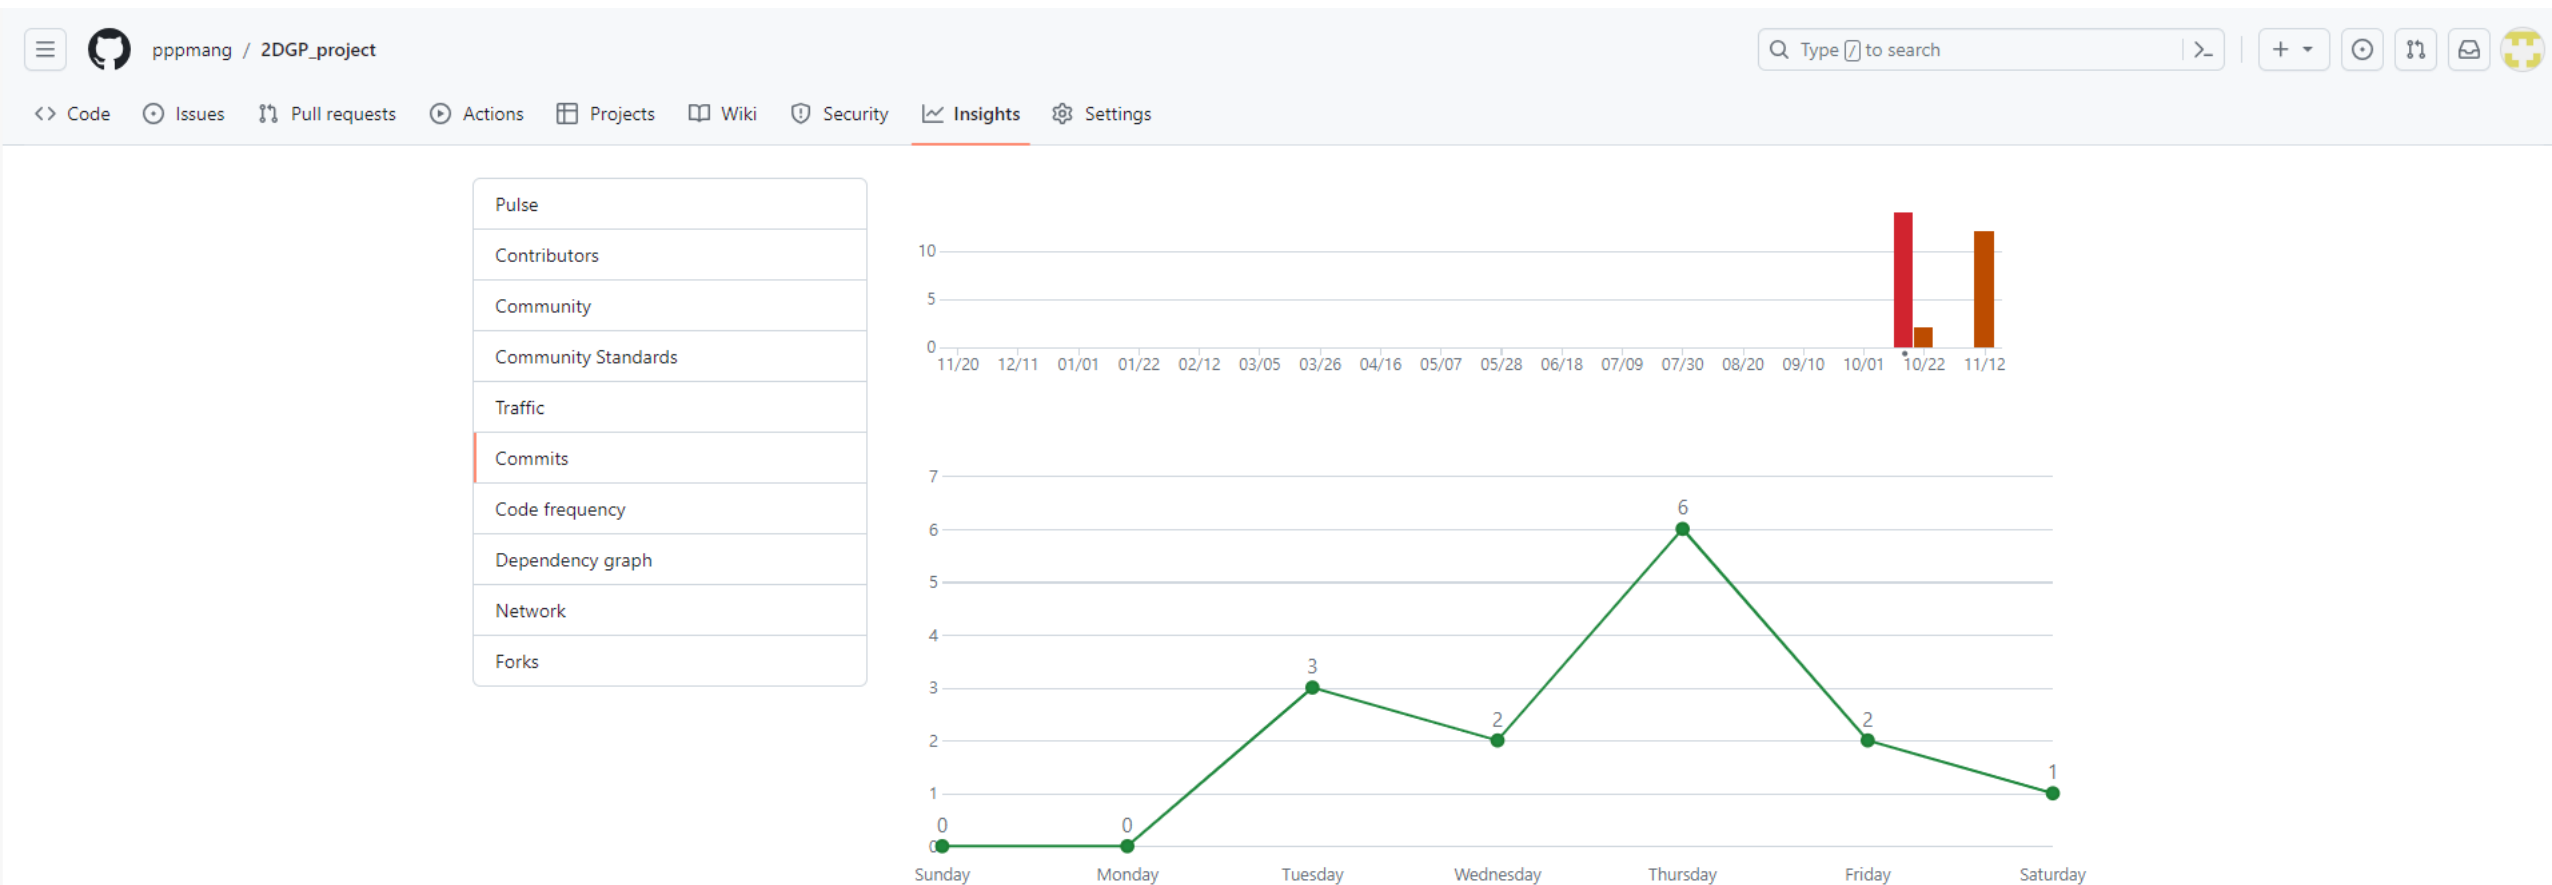 pppmang / 2DGP_project
Type / to search
Code Issues Pull requests Actions Projects Wiki Security Insights Settings
Pulse
Contributors
Community
Community Standards
Traffic
Commits
Code frequency
Dependency graph
Network
Forks
10
5
0
11/20 12/11 01/01 01/22 02/12 03/05 03/26 04/16 05/07 05/28 06/18 07/09 07/30 08/20 09/10 10/01 10/22 11/12
7
6
5
4
3
2
1
0
0 0 3 2 6 2 1
Sunday Monday Tuesday Wednesday Thursday Friday Saturday